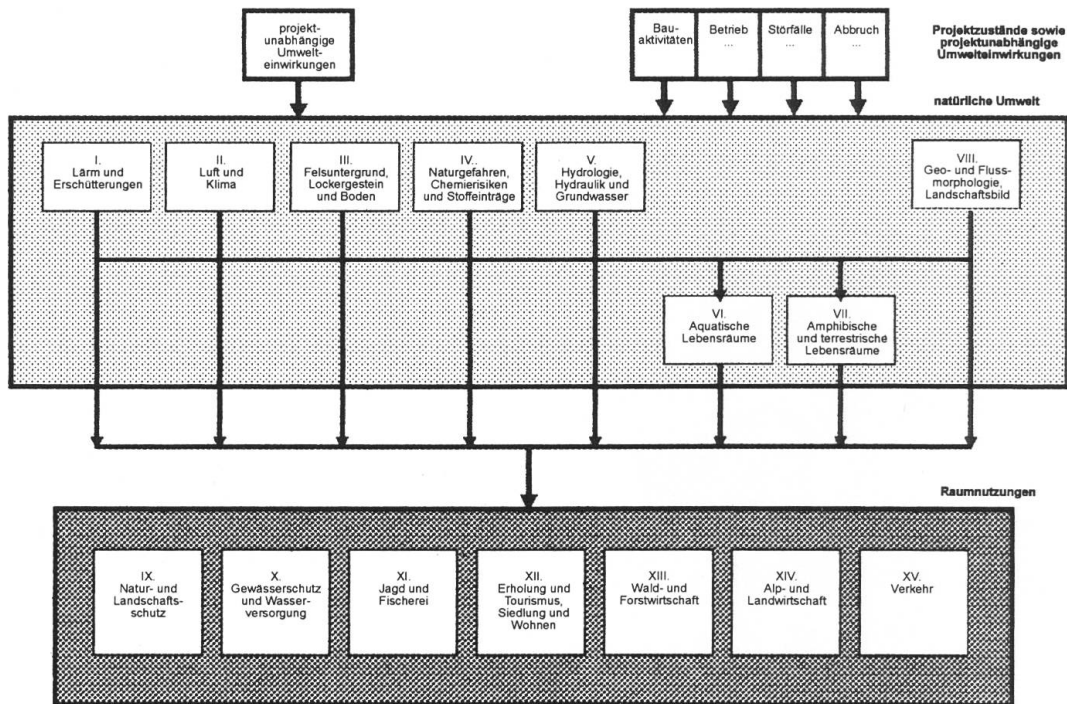 projekt-
unabhängige
Umwelt-
einwirkungen
Bau-
aktivitäten
Betrieb
...
Störfälle
...
Abbruch
...
Projektzustände sowie
projektunabhängige
Umwelteinwirkungen
natürliche Umwelt
I.
Lärm und
Erschütterungen
II.
Luft und
Klima
III.
Felsuntergrund,
Lockergestein
und Boden
IV..
Naturgefahren,
Chemierisiken
und Stoffeinträge
V.
Hydrologie,
Hydraulik und
Grundwasser
VIII.
Geo- und Fluss-
morphologie,
Landschaftsbild
VI.
Aquatische
Lebensräume
VII.
Amphibische
und terrestrische
Lebensräume
Raumnutzungen
IX.
Natur- und
Landschafts-
schutz
X.
Gewässerschutz
und Wasser-
versorgung
XI.
Jagd und
Fischerei
XII.
Erholung und
Tourismus,
Siedlung und
Wohnen
XIII.
Wald- und
Forstwirtschaft
XIV.
Alp- und
Landwirtschaft
XV.
Verkehr